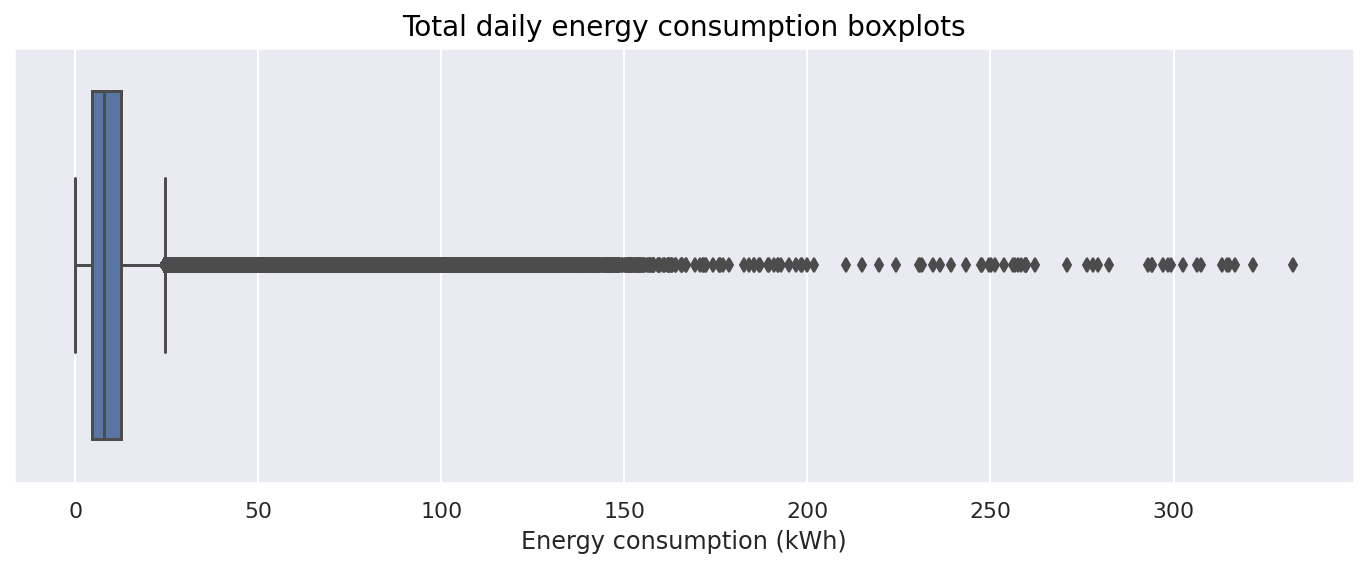 Total daily energy consumption boxplots
0 50 100 150 200 250 300
Energy consumption (kWh)